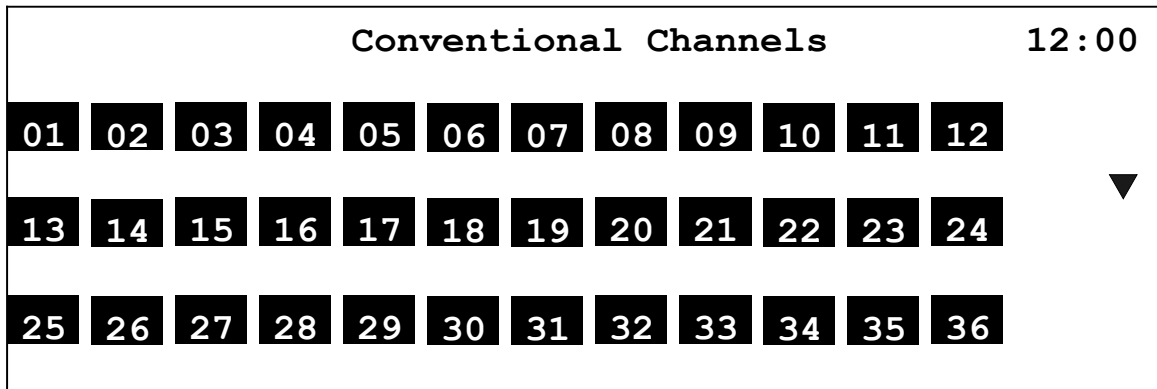 Conventional Channels 12:00
01 02 03 04 05 06 07 08 09 10 11 12
13 14 15 16 17 18 19 20 21 22 23 24
25 26 27 28 29 30 31 32 33 34 35 36